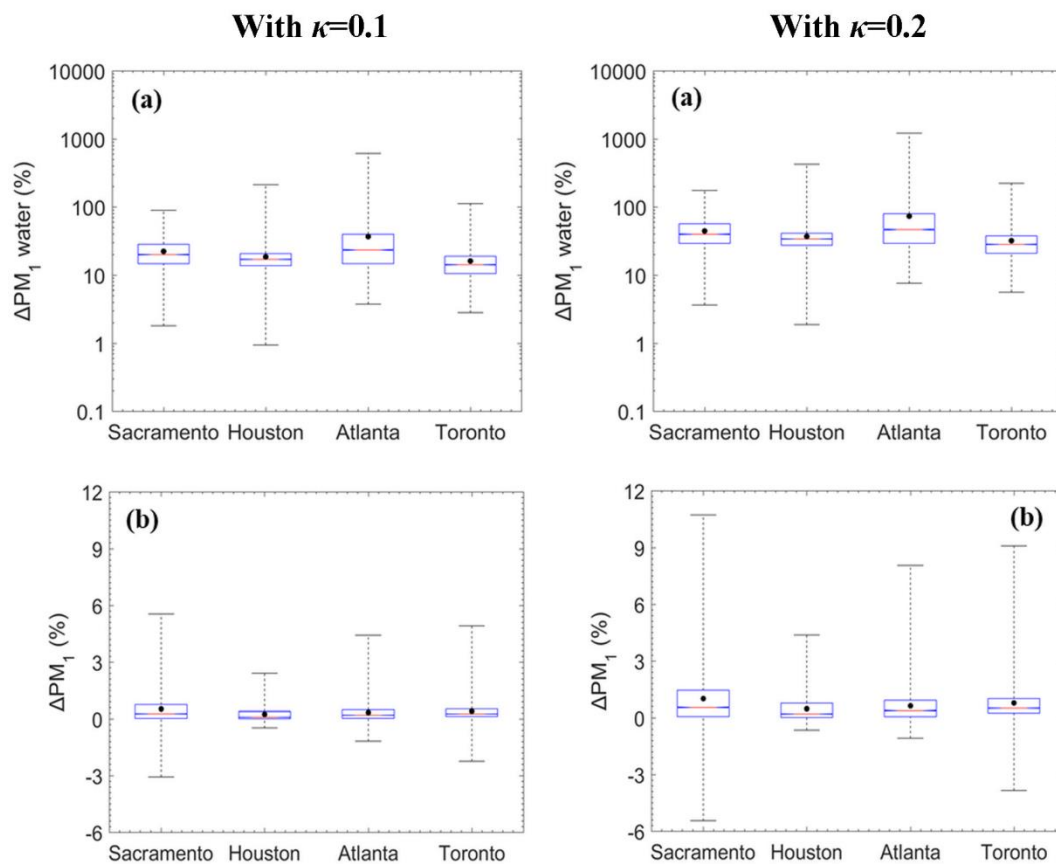 With κ=0.1
(a)
ΔPM₁ water (%)
10000
1000
100
10
1
0.1
Sacramento Houston Atlanta Toronto
With κ=0.2
(a)
ΔPM₁ water (%)
10000
1000
100
10
1
0.1
Sacramento Houston Atlanta Toronto
(b)
ΔPM₁ (%)
12
9
6
3
0
-3
-6
Sacramento Houston Atlanta Toronto
(b)
ΔPM₁ (%)
12
9
6
3
0
-3
-6
Sacramento Houston Atlanta Toronto